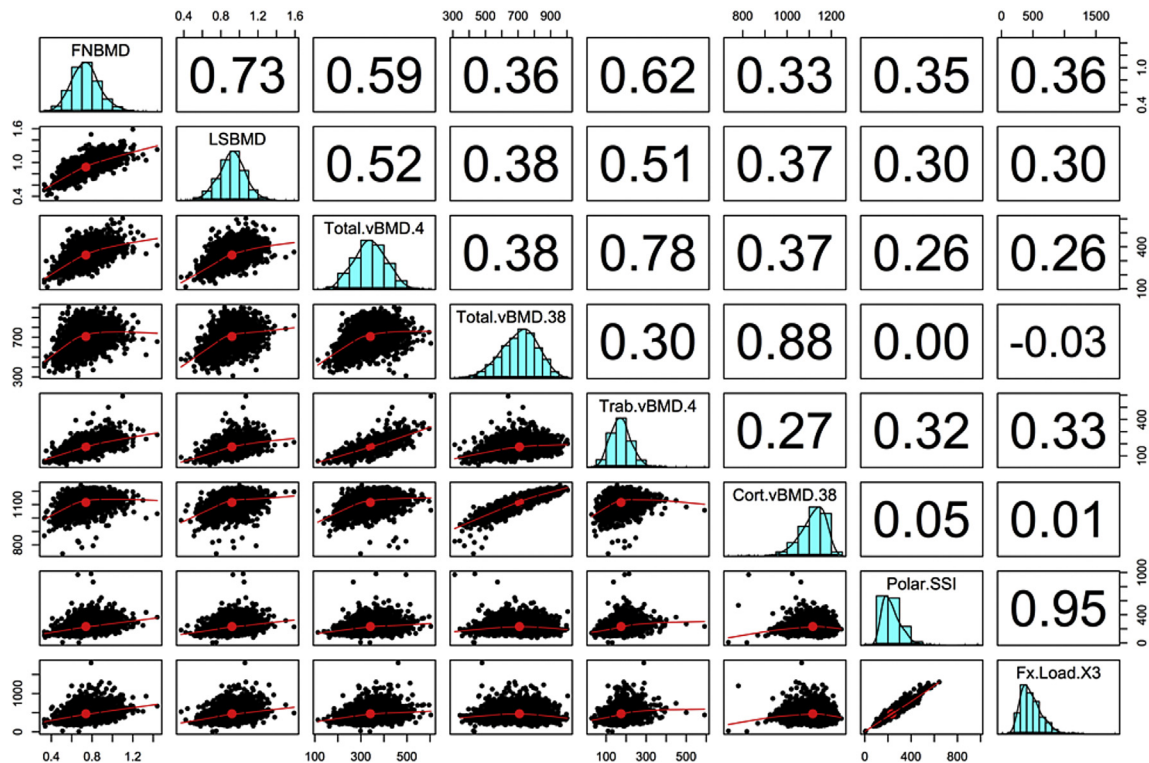 0.4 0.8 1.2 1.6 300 500 700 900 800 1000 1200 0 500 1500
FNBMD 0.73 0.59 0.36 0.62 0.33 0.35 0.36 0.4 1.0
0.4 1.0 1.6 LSBMD 0.52 0.38 0.51 0.37 0.30 0.30
Total.vBMD.4 0.38 0.78 0.37 0.26 0.26 100 400
300 700 Total.vBMD.38 0.30 0.88 0.00 -0.03
Trab.vBMD.4 0.27 0.32 0.33 100 400
800 1100 Cort.vBMD.38 0.05 0.01
Polar.SSI 0.95 0 400 1000
0 1000 Fx.Load.X3
0.4 0.8 1.2 100 300 500 100 300 500 0 400 800